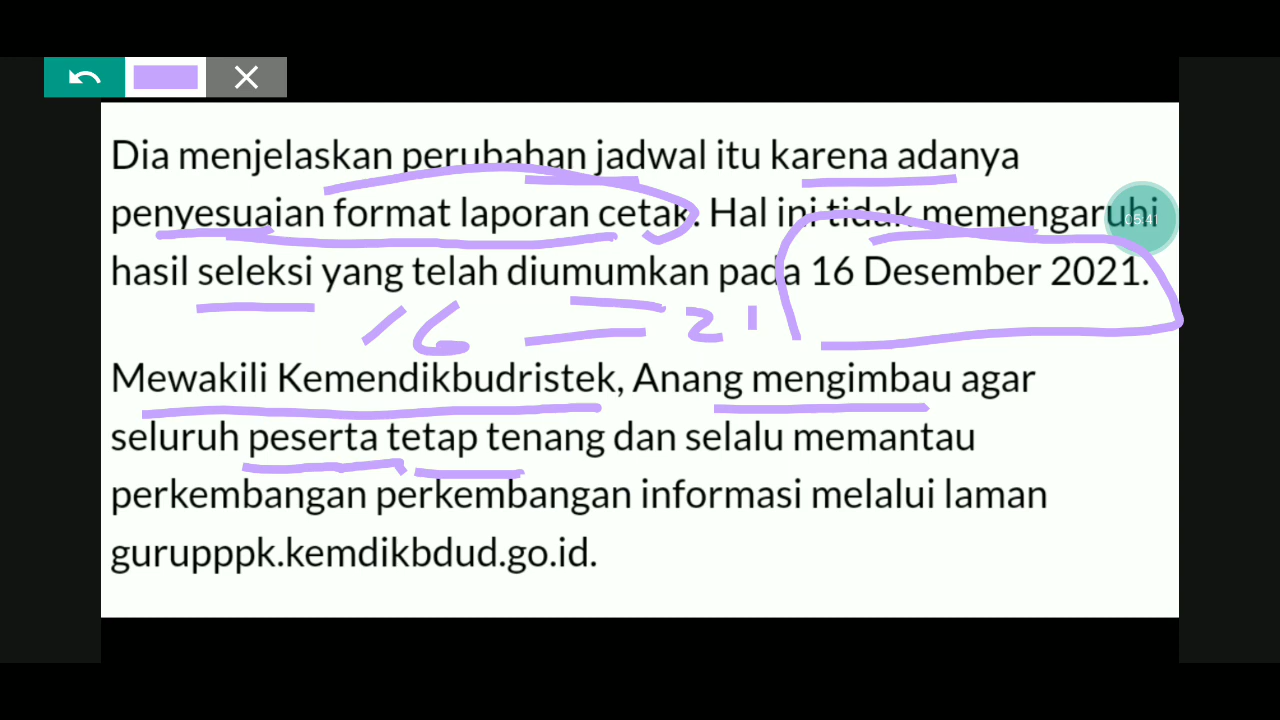 Dia menjelaskan perubahan jadwal itu karena adanya
penyesuaian format laporan cetak. Hal ini tidak memengaruhi
05:41
hasil seleksi yang telah diumumkan pada 16 Desember 2021.
16 = 21
Mewakili Kemendikbudristek, Anang mengimbau agar
seluruh peserta tetap tenang dan selalu memantau
perkembangan perkembangan informasi melalui laman
gurupppk.kemdikbdud.go.id.